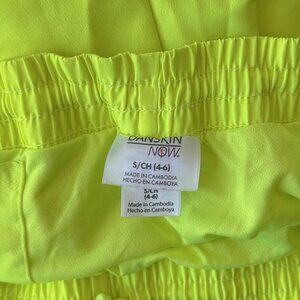 DANSKIN
NOW.
S/CH (4-6)
MADE IN CAMBODIA
HECHO EN CAMBOYA
S/CH
(4-6)
Made in Cambodia
Hecho en Camboya